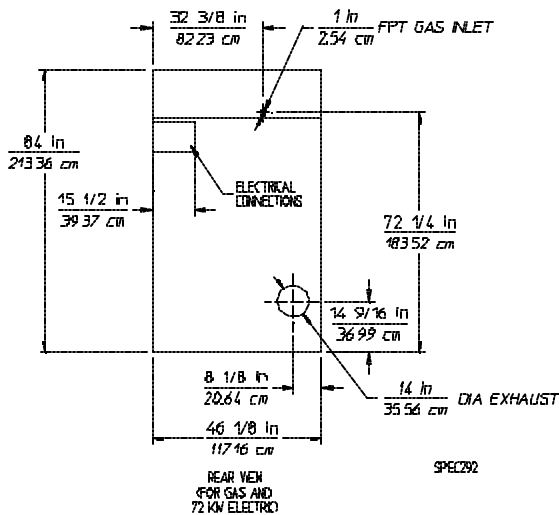 32 3/8 in
82.23 cm
1 in
2.54 cm
FPT GAS INLET
84 in
213.36 cm
ELECTRICAL
CONNECTIONS
15 1/2 in
39.37 cm
72 1/4 in
183.52 cm
14 9/16 in
36.99 cm
8 1/8 in
20.64 cm
14 in
35.56 cm
DIA EXHAUST
46 1/8 in
117.16 cm
SPEC292
REAR VIEW
(FOR GAS AND
72 KW ELECTRIC)